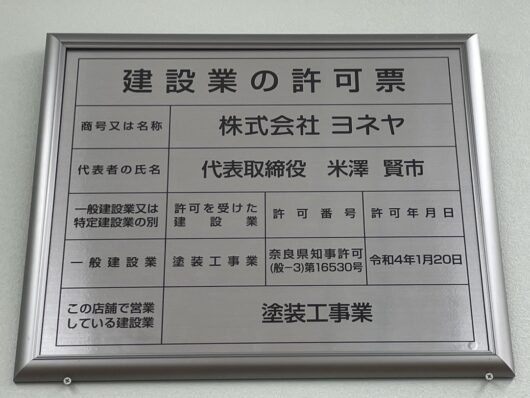 建設業の許可票
商号又は名称
株式会社 ヨネヤ
代表者の氏名
代表取締役 米澤 賢市
一般建設業又は
特定建設業の別
許可を受けた
建設業
許可番号
許可年月日
一般建設業
塗装工事業
奈良県知事許可
(般-3)第16530号
令和4年1月20日
この店舗で営業
している建設業
塗装工事業